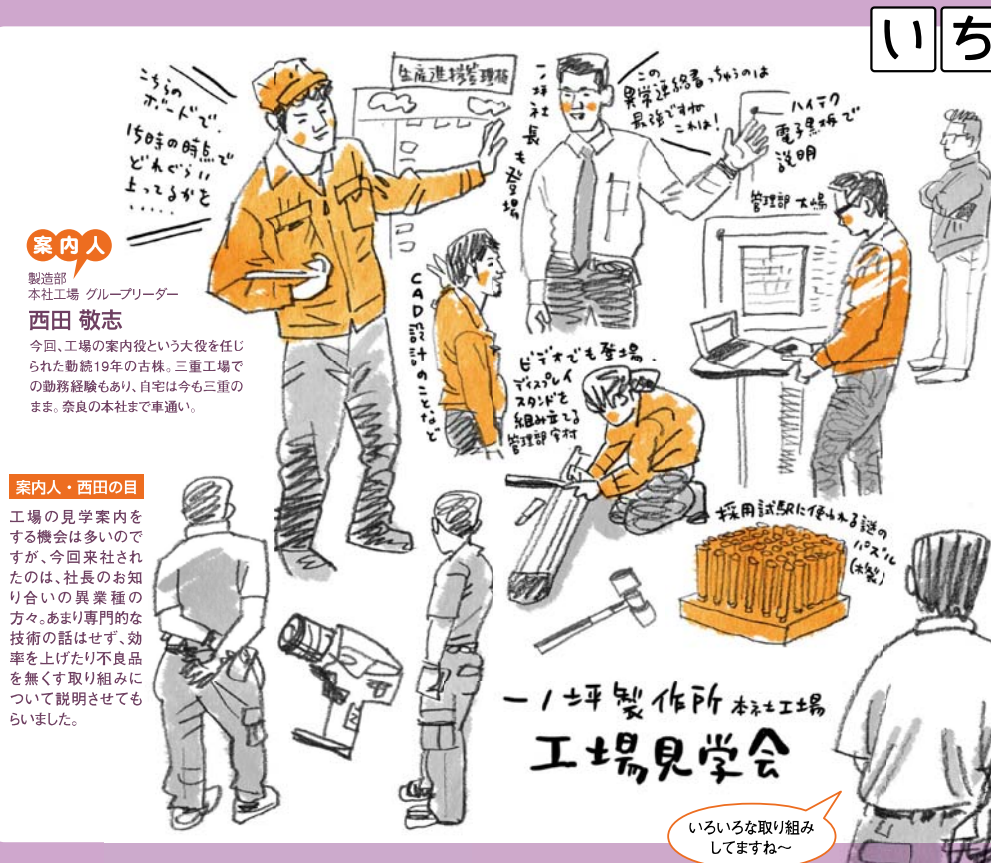 いち
こちらの
ボードで、
15時の時点で
どれぐらい
上ってるかを
.....
生産進捗管理板
一坪社長も登場
この
異常連絡書っちゅうのは
最強ですわ
これは!
ハイテク
電子黒板で
説明
管理部 大嶋
案内人
製造部
本社工場 グループリーダー
西田 敬志
今回、工場の案内役という大役を任じ
られた勤続19年の古株。三重工場で
の勤務経験もあり、自宅は今も三重の
まま。奈良の本社まで車通い。
CAD設計のことなど
ビデオでも登場.
ディスプレイ
スタンドを
組み立てる
管理部
案内人・西田の目
工場の見学案内を
する機会は多いので
すが、今回来社され
たのは、社長のお知
り合いの異業種の
方々。あまり専門的な
技術の話はせず、効
率を上げたり不良品
を無くす取り組みに
ついて説明させても
らいました。
採用試験に使われる謎の
パズル
(木製)
一ノ坪製作所 本社工場
工場見学会
いろいろな取り組み
してますね〜